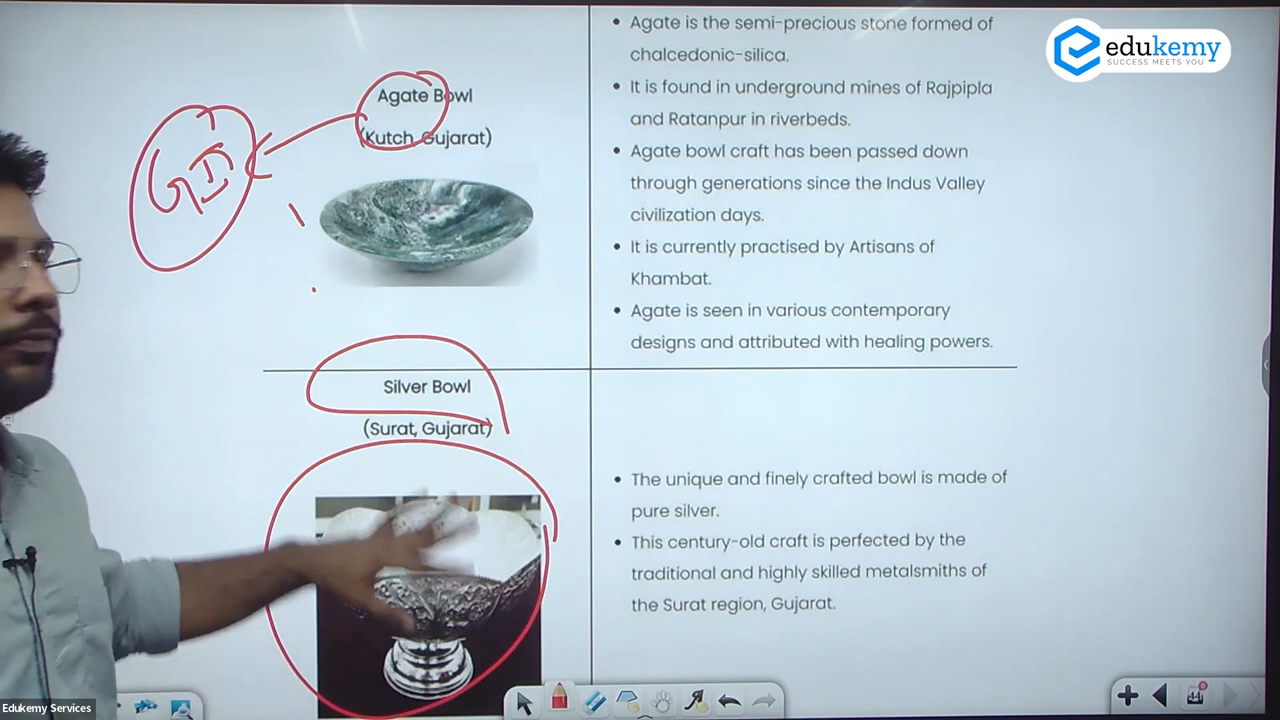 Agate Bowl
(Kutch, Gujarat)
GI
Silver Bowl
(Surat, Gujarat)
• Agate is the semi-precious stone formed of
chalcedonic-silica.
• It is found in underground mines of Rajpipla
and Ratanpur in riverbeds.
• Agate bowl craft has been passed down
through generations since the Indus Valley
civilization days.
• It is currently practised by Artisans of
Khambat.
• Agate is seen in various contemporary
designs and attributed with healing powers.
• The unique and finely crafted bowl is made of
pure silver.
• This century-old craft is perfected by the
traditional and highly skilled metalsmiths of
the Surat region, Gujarat.
edukemy
SUCCESS MEETS YOU
Edukemy Services
44